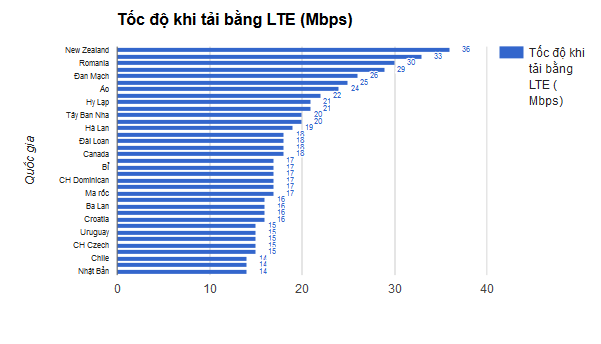 Tốc độ khi tải bằng LTE (Mbps)
New Zealand 36
33
Romania 30
29
Đan Mạch 26
25
Áo 24
22
Hy Lạp 21
21
Tây Ban Nha 20
20
Hà Lan 19
18
Đài Loan 18
18
Canada 18
17
Bỉ 17
17
CH Dominican 17
17
Ma rốc 17
16
Ba Lan 16
16
Croatia 16
15
Uruguay 15
15
CH Czech 15
15
Chile 14
14
Nhật Bản 14
0 10 20 30 40
Quốc gia
Tốc độ khi
tải bằng
LTE (
Mbps)